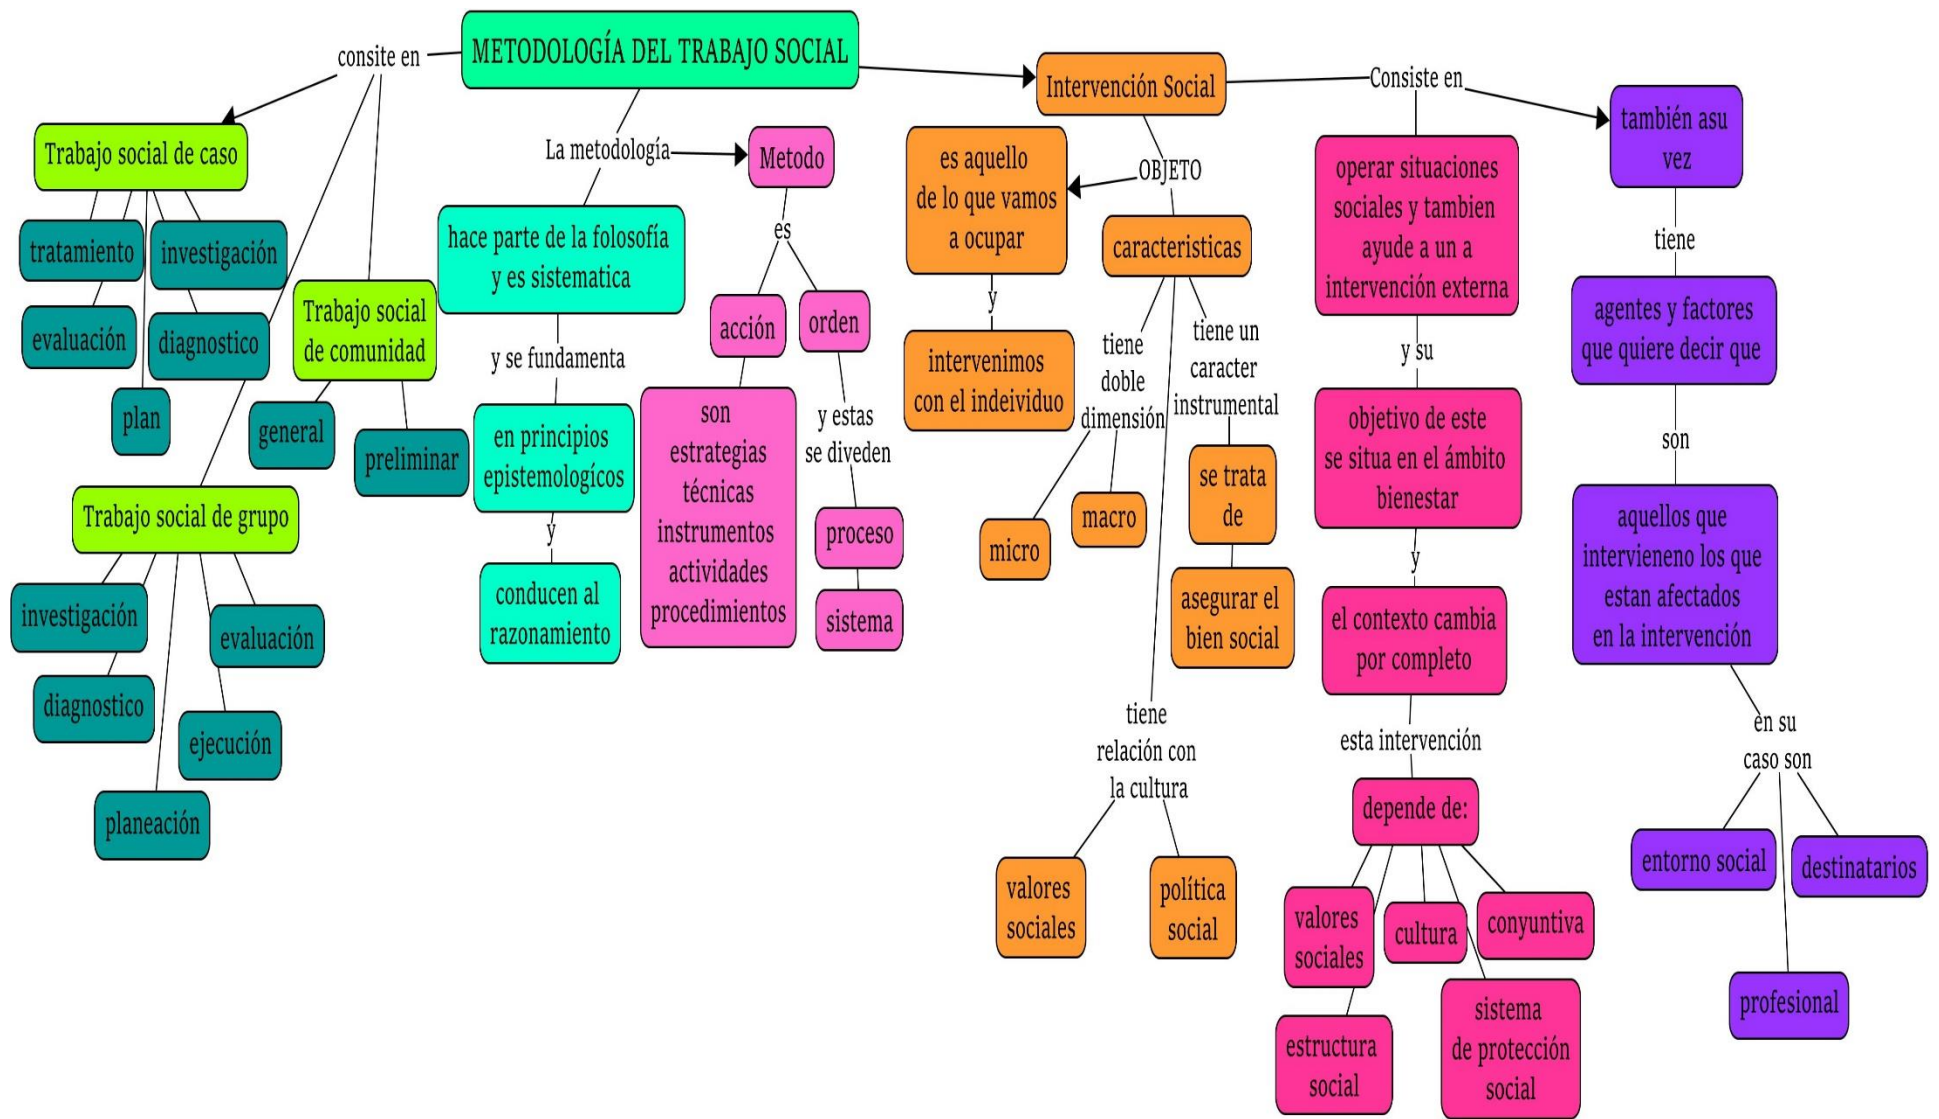 METODOLOGÍA DEL TRABAJO SOCIAL
consite en
Trabajo social de caso
tratamiento
investigación
evaluación
diagnostico
plan
Trabajo social
de comunidad
general
preliminar
Trabajo social de grupo
investigación
evaluación
diagnostico
ejecución
planeación
La metodología
hace parte de la folosofía
y es sistematica
y se fundamenta
en principios
epistemologícos
y
conducen al
razonamiento
Metodo
es
acción
orden
son
estrategias
técnicas
instrumentos
actividades
procedimientos
y estas
se diveden
proceso
sistema
Intervención Social
OBJETO
es aquello
de lo que vamos
a ocupar
y
intervenimos
con el indeividuo
caracteristicas
tiene
doble
dimensión
micro
macro
tiene un
caracter
instrumental
se trata
de
asegurar el
bien social
tiene
relación con
la cultura
valores
sociales
política
social
Consiste en
operar situaciones
sociales y tambien
ayude a un a
intervención externa
y su
objetivo de este
se situa en el ámbito
bienestar
y
el contexto cambia
por completo
esta intervención
depende de:
valores
sociales
cultura
conyuntiva
estructura
social
sistema
de protección
social
también asu
vez
tiene
agentes y factores
que quiere decir que
son
aquellos que
intervieneno los que
estan afectados
en la intervención
en su
caso son
entorno social
destinatarios
profesional